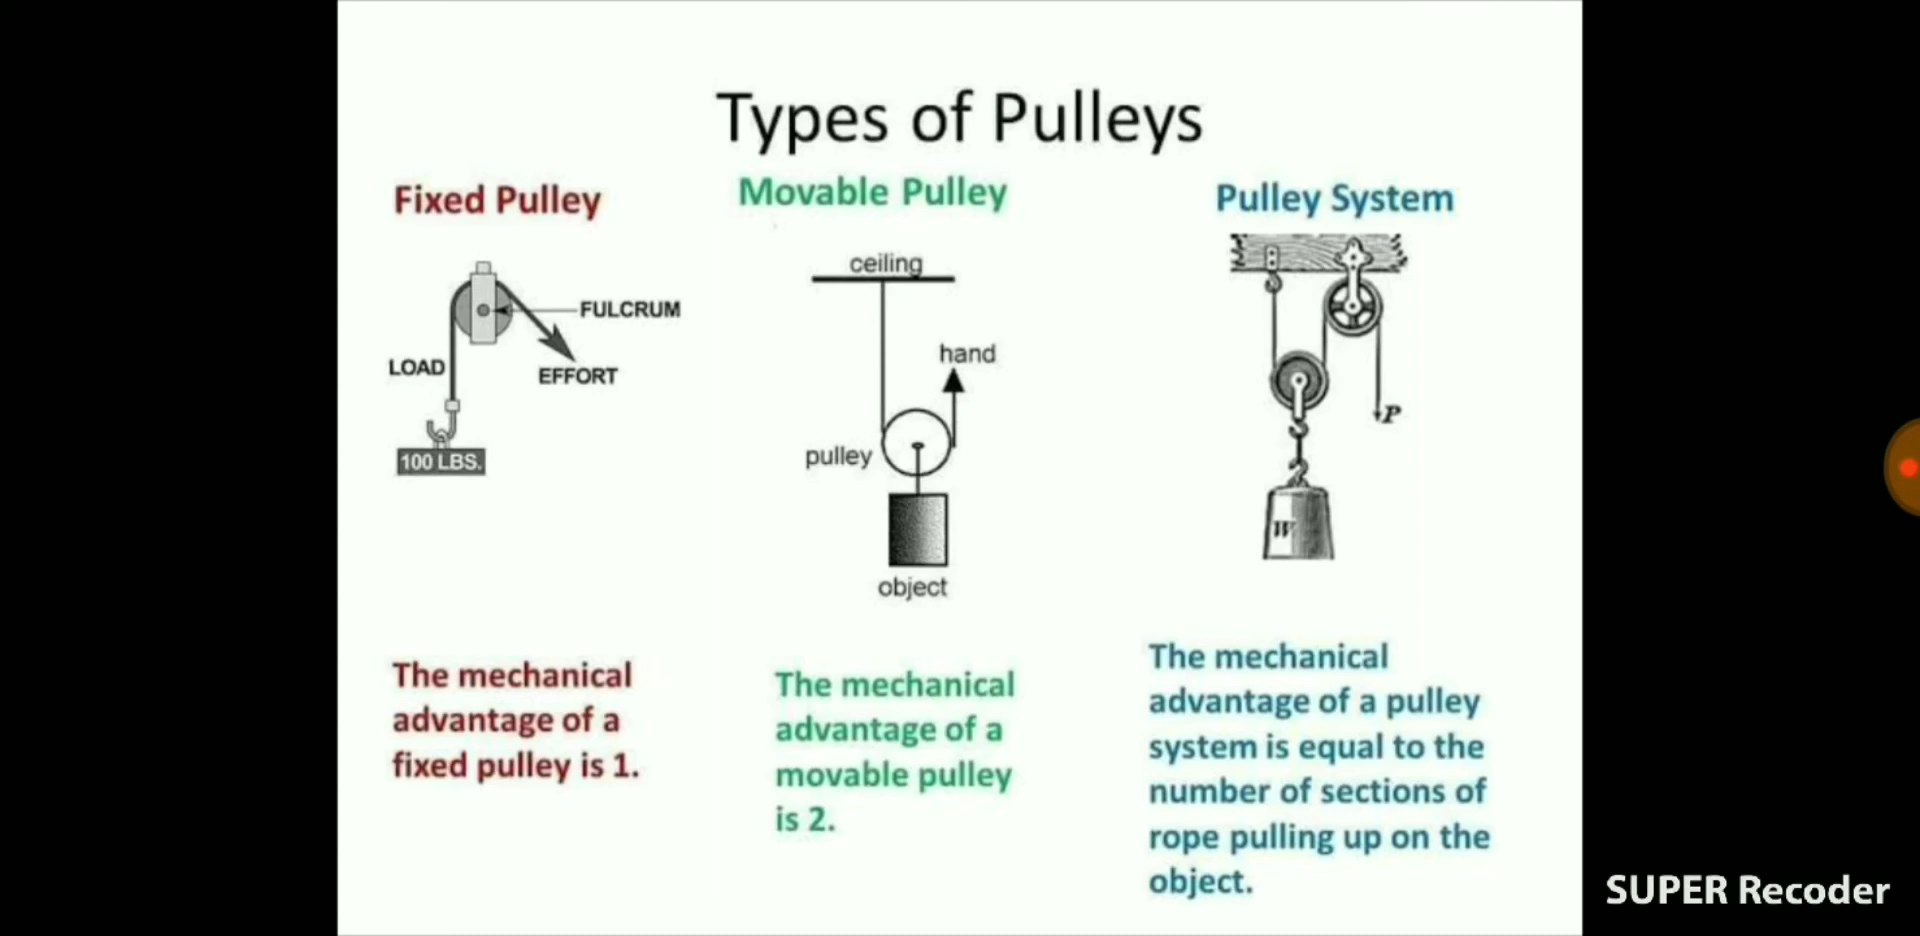 Types of Pulleys
Fixed Pulley
FULCRUM
LOAD
EFFORT
100 LBS.
The mechanical
advantage of a
fixed pulley is 1.
Movable Pulley
ceiling
hand
pulley
object
The mechanical
advantage of a
movable pulley
is 2.
Pulley System
P
W
The mechanical
advantage of a pulley
system is equal to the
number of sections of
rope pulling up on the
object.
SUPER Recoder